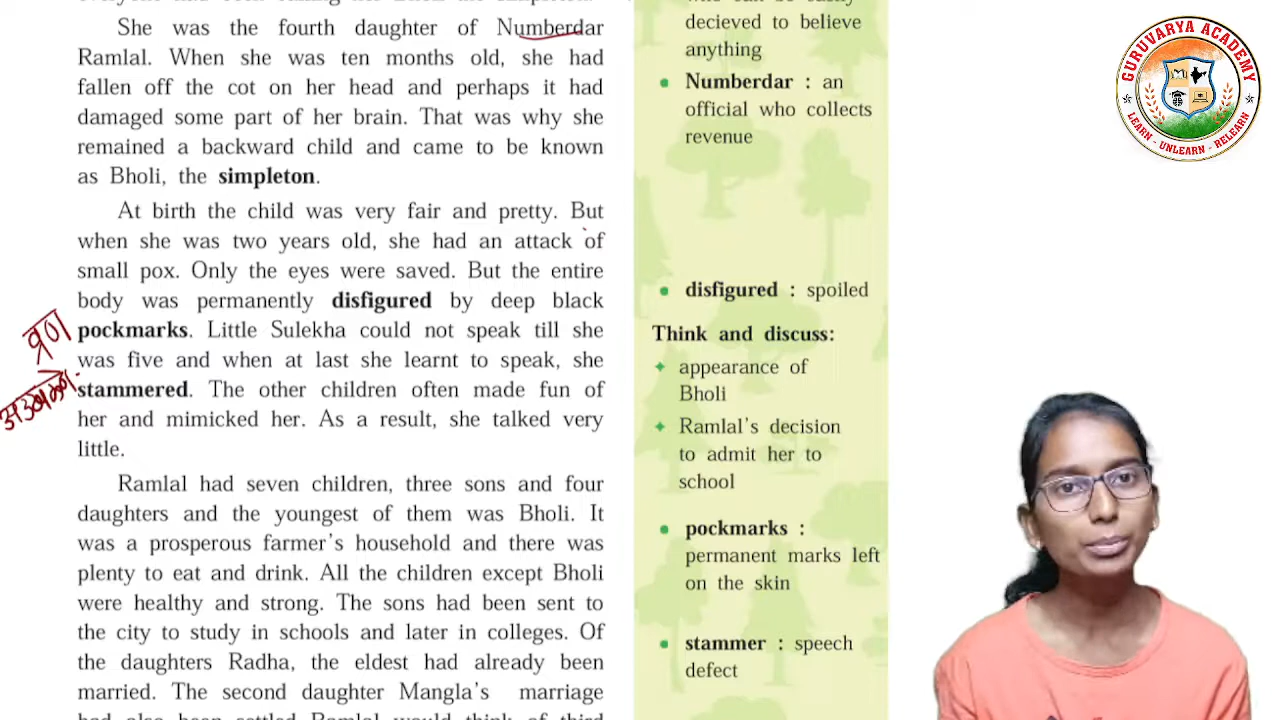 She was the fourth daughter of Numberdar
Ramlal. When she was ten months old, she had
fallen off the cot on her head and perhaps it had
damaged some part of her brain. That was why she
remained a backward child and came to be known
as Bholi, the simpleton.
At birth the child was very fair and pretty. But
when she was two years old, she had an attack of
small pox. Only the eyes were saved. But the entire
body was permanently disfigured by deep black
pockmarks. Little Sulekha could not speak till she
was five and when at last she learnt to speak, she
stammered. The other children often made fun of
her and mimicked her. As a result, she talked very
little.
Ramlal had seven children, three sons and four
daughters and the youngest of them was Bholi. It
was a prosperous farmer's household and there was
plenty to eat and drink. All the children except Bholi
were healthy and strong. The sons had been sent to
the city to study in schools and later in colleges. Of
the daughters Radha, the eldest had already been
married. The second daughter Mangla's marriage
had also been settled Ramlal would think of third
decieved to believe
anything
Numberdar : an
official who collects
revenue
disfigured : spoiled
Think and discuss:
appearance of
Bholi
Ramlal's decision
to admit her to
school
pockmarks :
permanent marks left
on the skin
stammer : speech
defect
व्रण
GURUVARYA ACADEMY
LEARN - UNLEARN - RELEARN